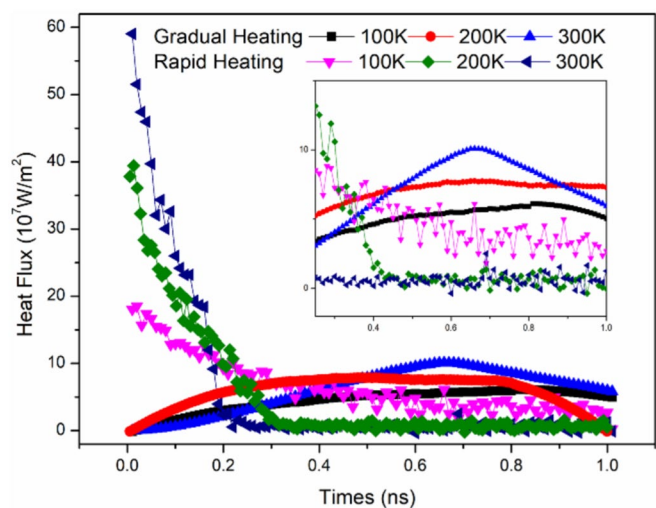 Gradual Heating 100K 200K 300K
Rapid Heating 100K 200K 300K
60
50
40
30
20
10
0
10
0
0.4 0.6 0.8 1.0
0.0 0.2 0.4 0.6 0.8 1.0
Heat Flux (10⁷W/m²)
Times (ns)